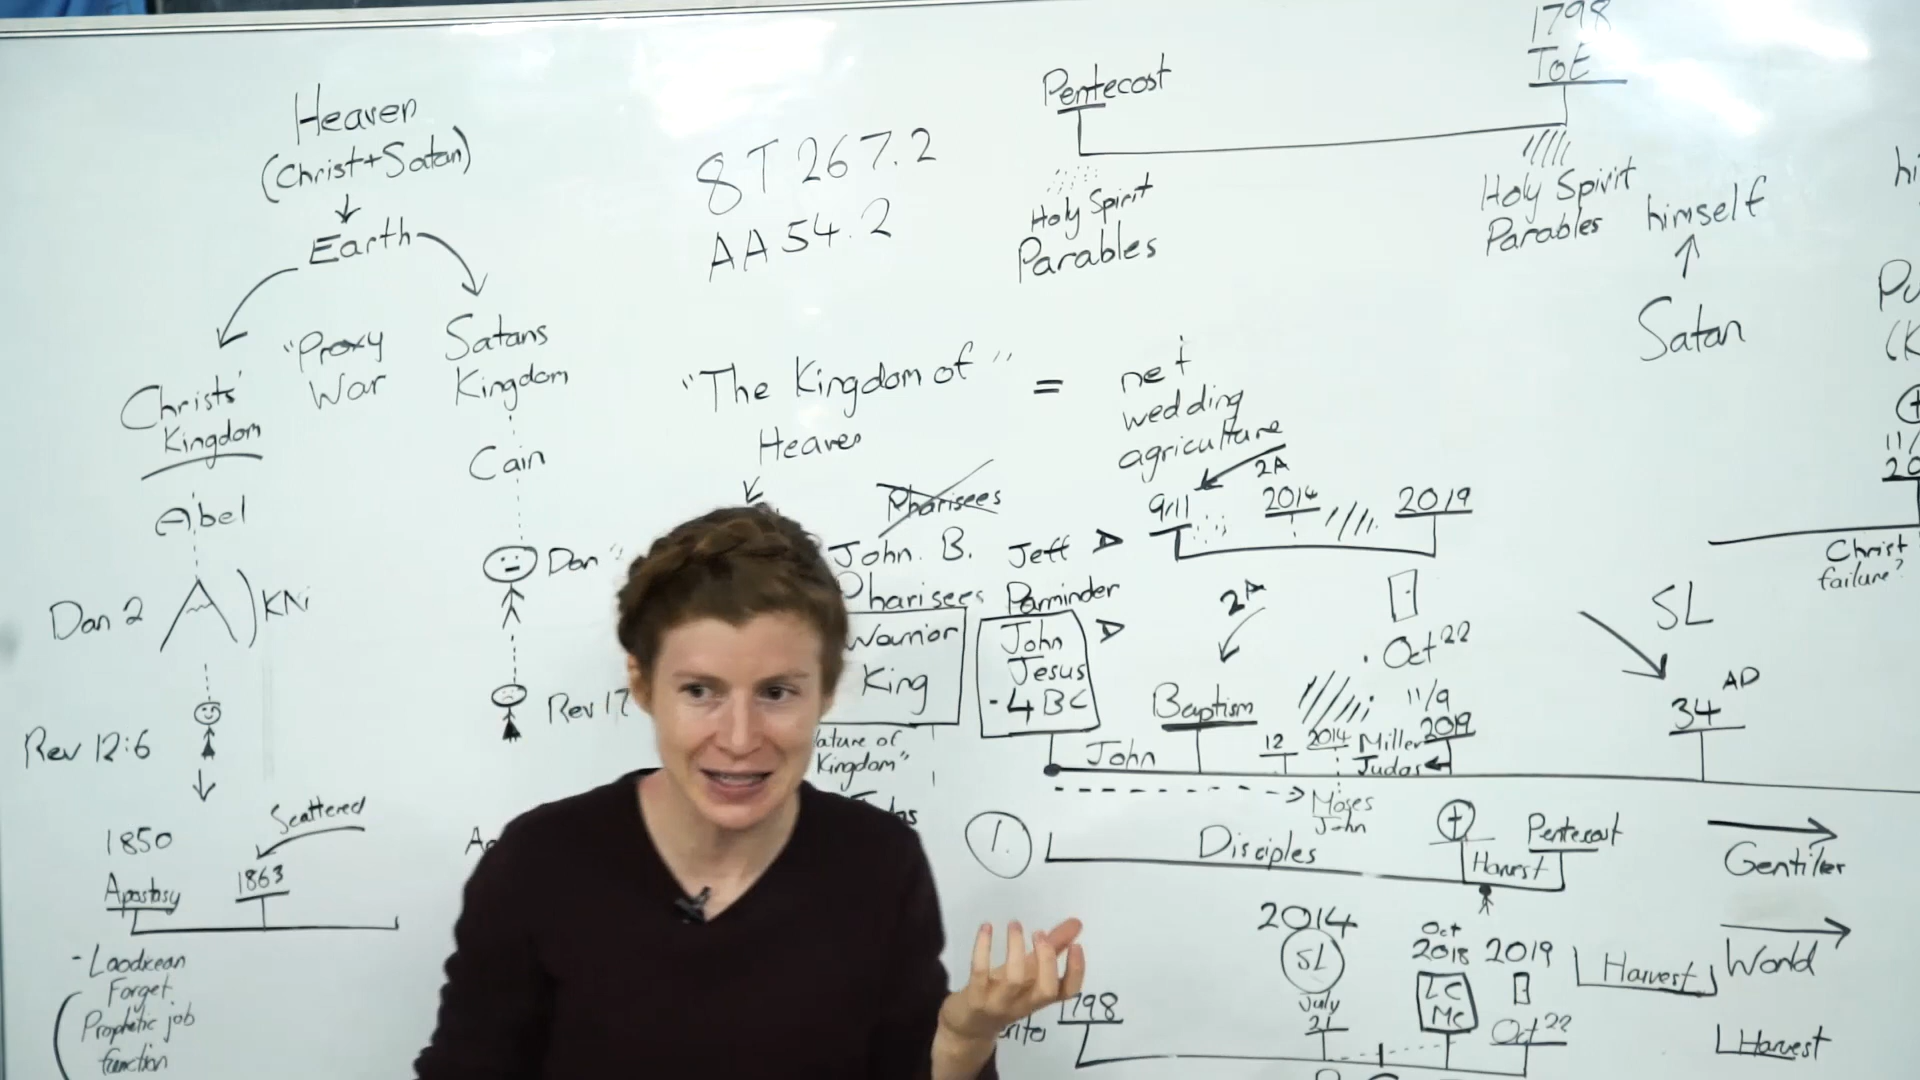 Heaven
(Christ+Satan)
Earth
Christs'
Kingdom
"Proxy
War
Satans
Kingdom
Abel
Cain
Dan 2
KNi
Dan
Rev 12:6
Rev 17
1850
Apostasy
Scattered
1863
- Laodicean
Forget
Prophetic job
function
8T 267.2
AA 54.2
Pentecost
Holy Spirit
Parables
1798
ToE
Holy Spirit
Parables
himself
Satan
"The Kingdom of"
Heaven
=
net
wedding
agriculture
Pharisees
John. B.
Pharisees
Warrior
King
Kingdom"
Jeff
Parminder
John
Jesus
- 4 BC
9/11
2A
2014
2019
2A
Oct 22
11/9
2019
Baptism
John
12
2014
Miller
Judas
Moses
John
SL
34 AD
Christ
failure?
1.
Disciples
Harvest
Pentecost
Gentiles
2014
SL
July
21
1798
Oct
2018
LC
MC
2019
Oct 22
Harvest
World
Harvest